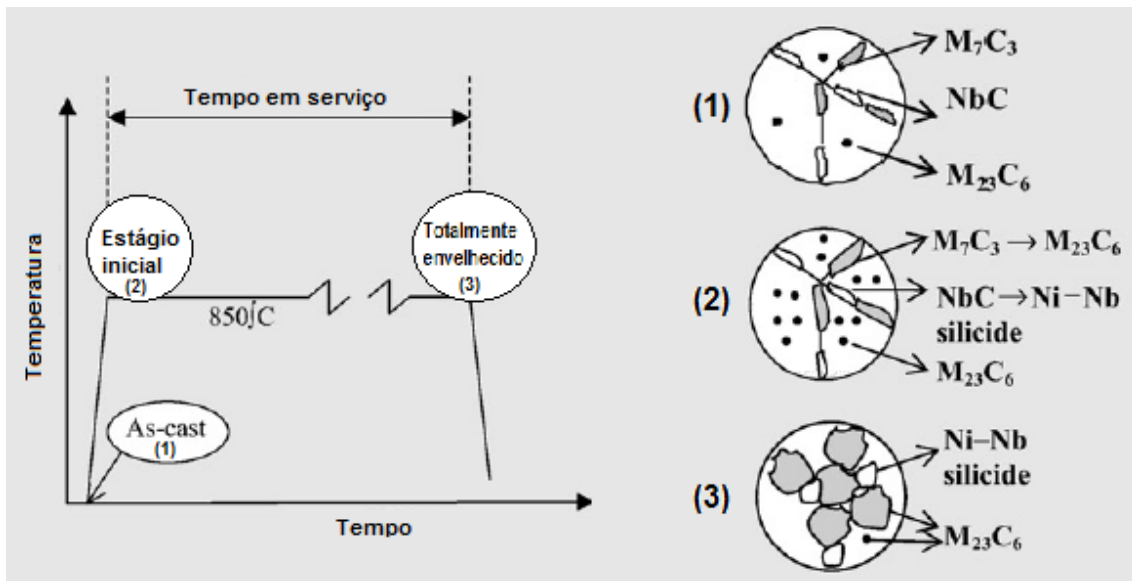 Tempo em serviço
Temperatura
Estágio
inicial
(2)
Totalmente
envelhecido
(3)
850∫C
As-cast
(1)
Tempo
(1)
M₇C₃
NbC
M₂₃C₆
(2)
M₇C₃ → M₂₃C₆
NbC→Ni–Nb
silicide
M₂₃C₆
(3)
Ni–Nb
silicide
M₂₃C₆